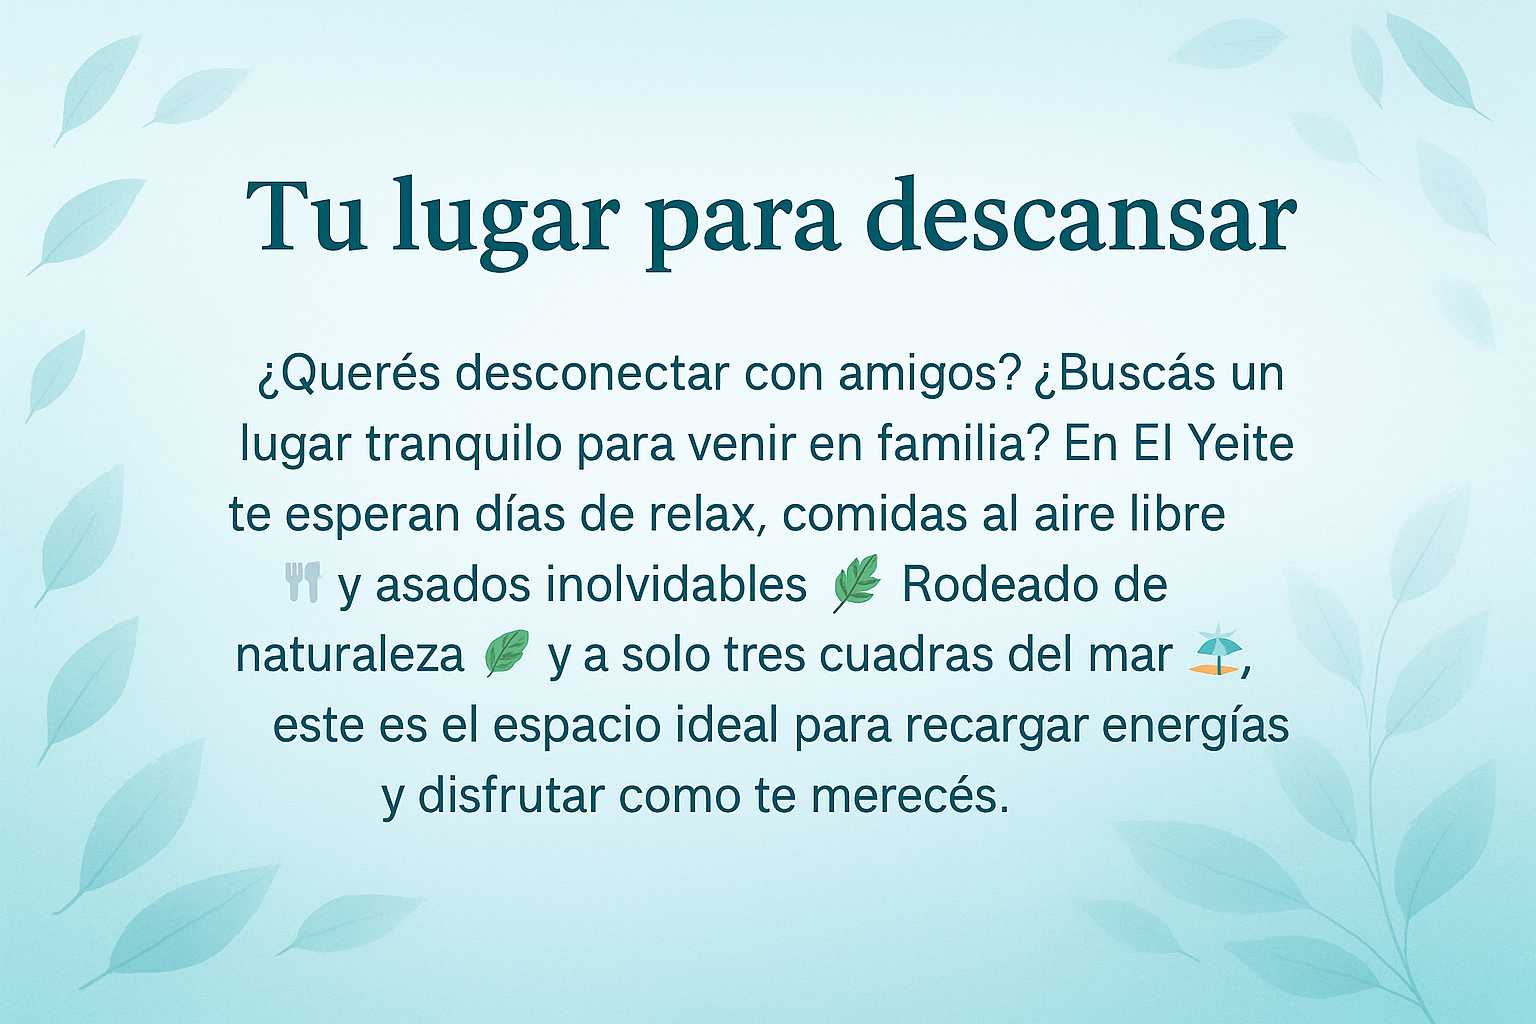 Tu lugar para descansar
¿Querés desconectar con amigos? ¿Buscás un
lugar tranquilo para venir en familia? En El Yeite
te esperan días de relax, comidas al aire libre
🍴 y asados inolvidables 🌿 Rodeado de
naturaleza 🍃 y a solo tres cuadras del mar 🏖️,
este es el espacio ideal para recargar energías
y disfrutar como te merecés.